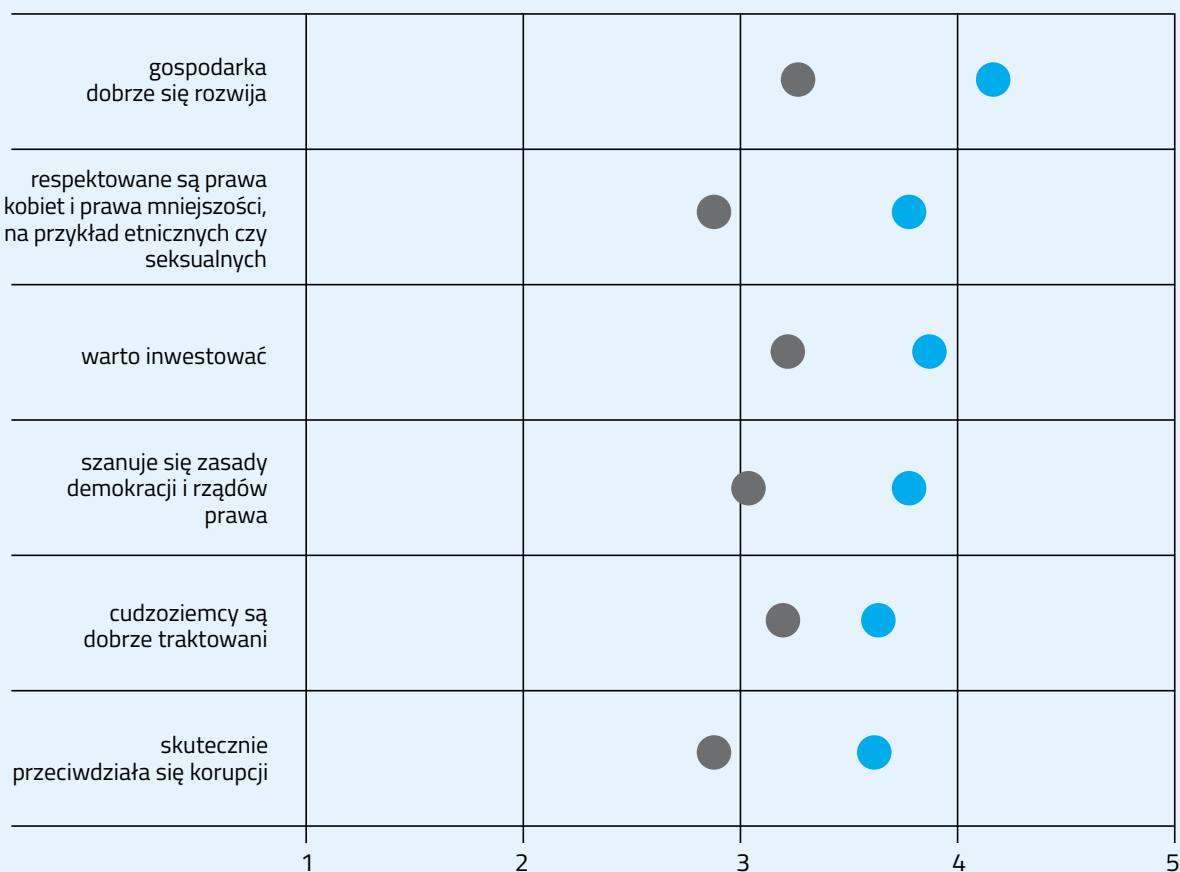 gospodarka
dobrze się rozwija
respektowane są prawa
kobiet i prawa mniejszości,
na przykład etnicznych czy
seksualnych
warto inwestować
szanuje się zasady
demokracji i rządów
prawa
cudzoziemcy są
dobrze traktowani
skutecznie
przeciwdziała się korupcji
1 2 3 4 5